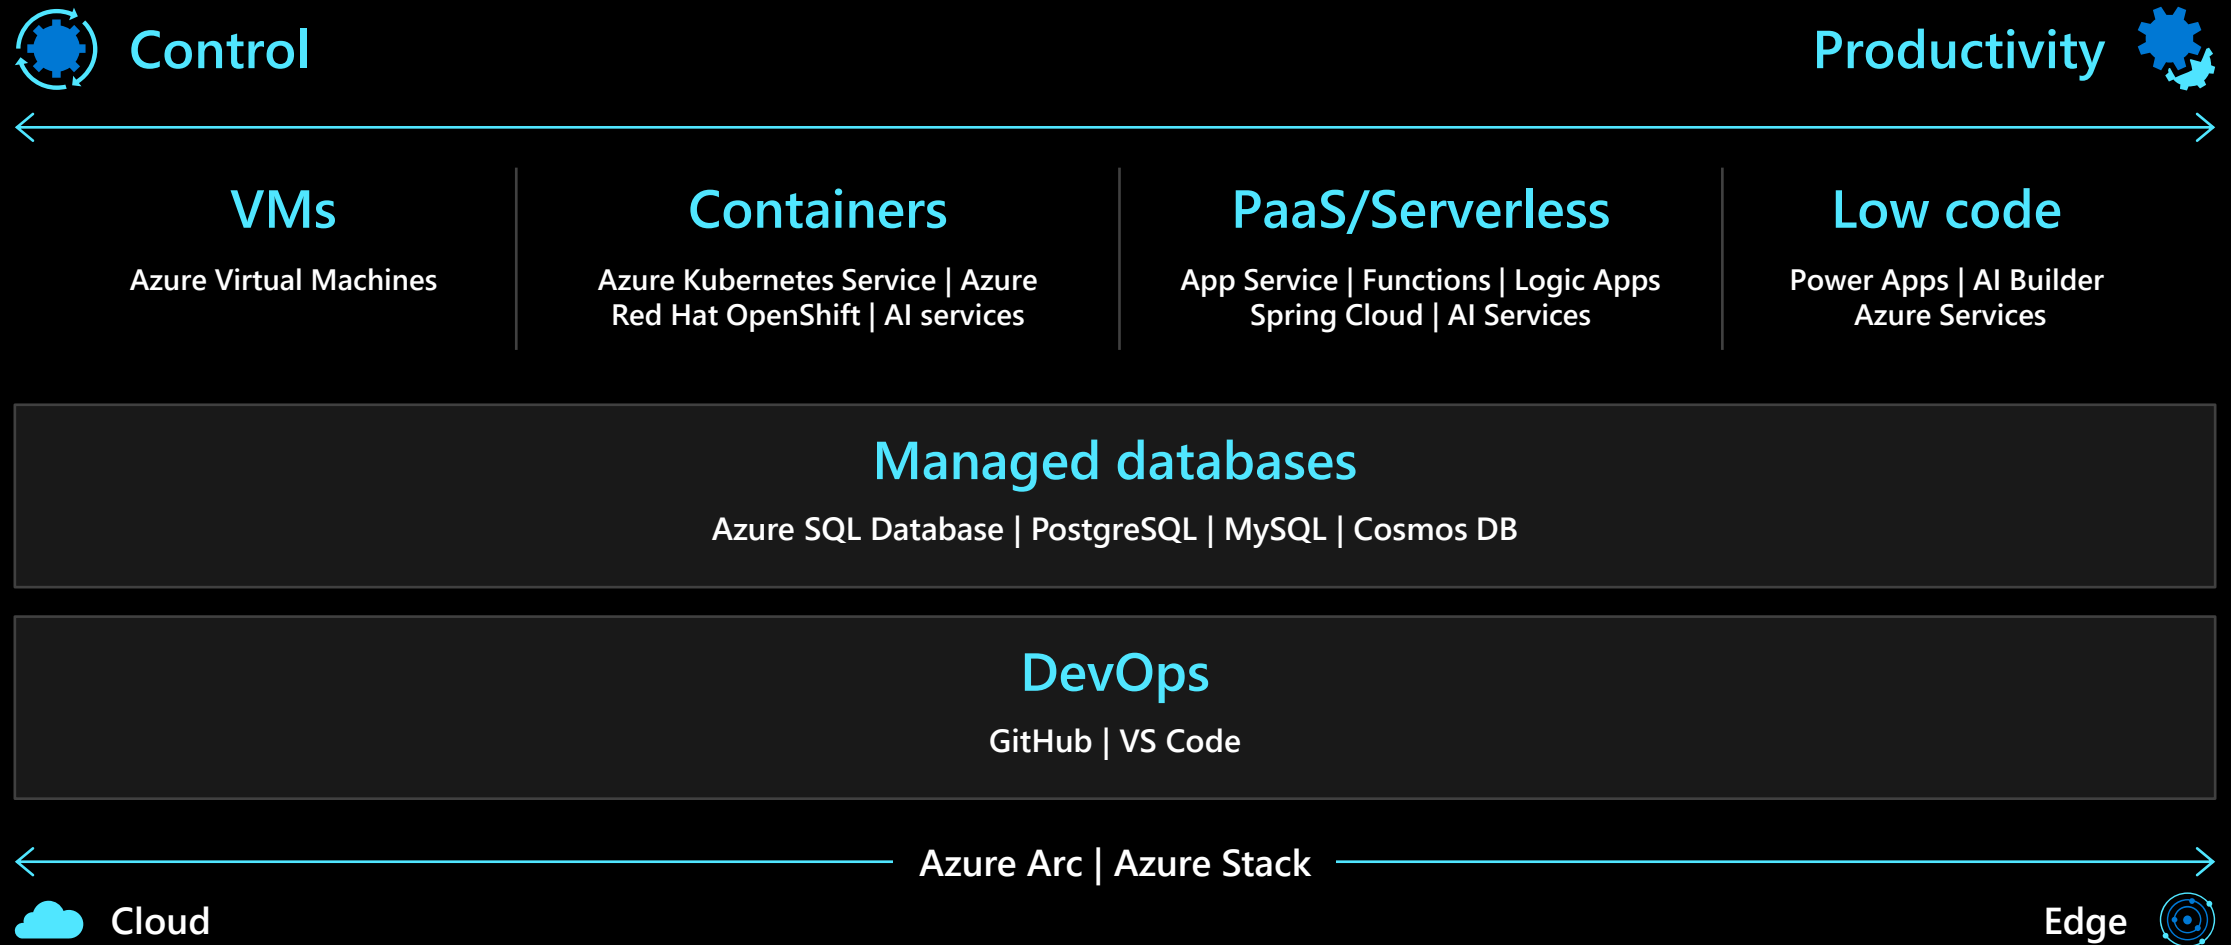 Control
Productivity
VMs
Containers
PaaS/Serverless
Low code
Azure Virtual Machines
Azure Kubernetes Service | Azure
Red Hat OpenShift | AI services
App Service | Functions | Logic Apps
Spring Cloud | AI Services
Power Apps | AI Builder
Azure Services
Managed databases
Azure SQL Database | PostgreSQL | MySQL | Cosmos DB
DevOps
GitHub | VS Code
Azure Arc | Azure Stack
Cloud
Edge